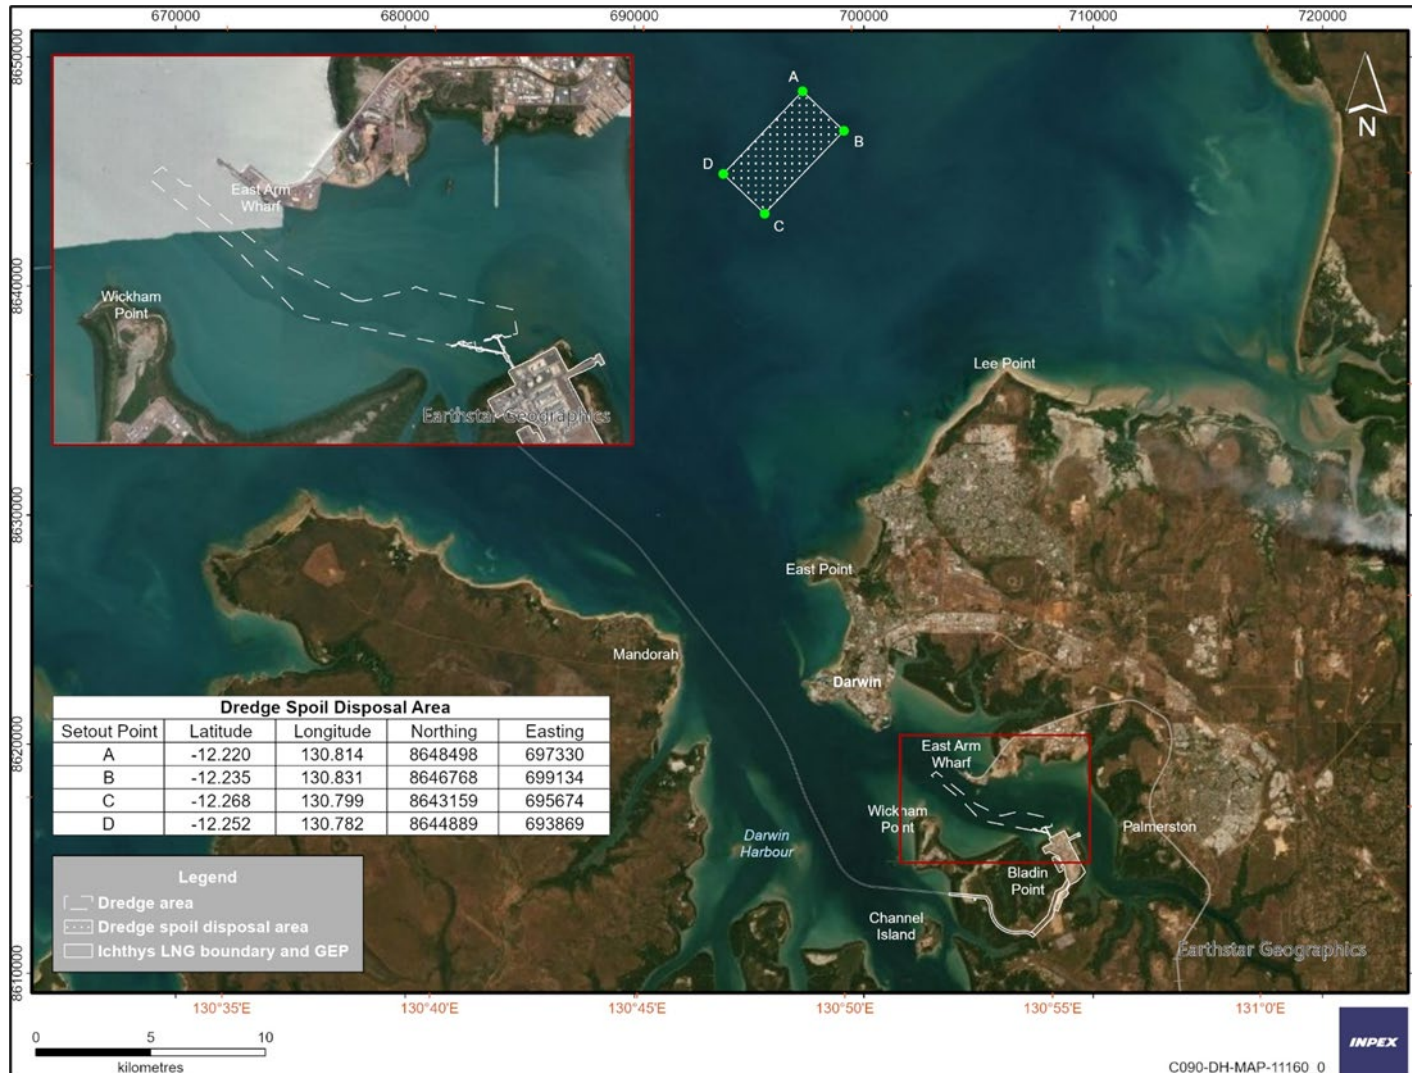 670000 680000 690000 700000 710000 720000
8650000
8640000
8630000
8620000
8610000
A
B
C
D
N
East Arm
Wharf
Wickham
Point
Earthstar Geographics
Lee Point
East Point
Mandorah
Darwin
East Arm
Wharf
Wickham
Point
Palmerston
Darwin
Harbour
Bladin
Point
Channel
Island
Earthstar Geographics
Dredge Spoil Disposal Area
Setout Point Latitude Longitude Northing Easting
A -12.220 130.814 8648498 697330
B -12.235 130.831 8646768 699134
C -12.268 130.799 8643159 695674
D -12.252 130.782 8644889 693869
Legend
Dredge area
Dredge spoil disposal area
Ichthys LNG boundary and GEP
130°35'E 130°40'E 130°45'E 130°50'E 130°55'E 131°0'E
0 5 10
kilometres
INPEX
C090-DH-MAP-11160_0